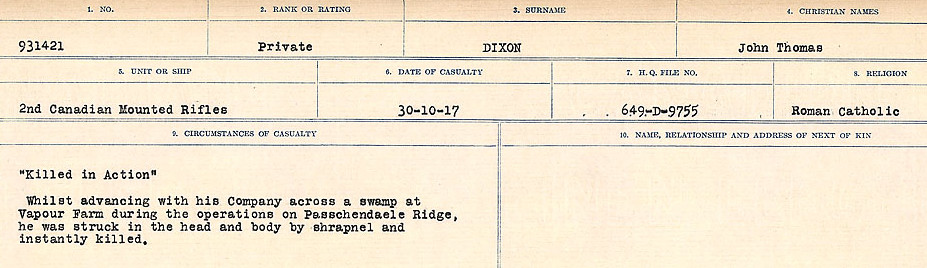 1. NO.
2. RANK OR RATING
3. SURNAME
4. CHRISTIAN NAMES
931421
Private
DIXON
John Thomas
5. UNIT OR SHIP
6. DATE OF CASUALTY
7. H. Q. FILE NO.
8. RELIGION
2nd Canadian Mounted Rifles
30-10-17
649-D-9755
Roman Catholic
9. CIRCUMSTANCES OF CASUALTY
10. NAME, RELATIONSHIP AND ADDRESS OF NEXT OF KIN
"Killed in Action"
Whilst advancing with his Company across a swamp at
Vapour Farm during the operations on Passchendaele Ridge,
he was struck in the head and body by shrapnel and
instantly killed.